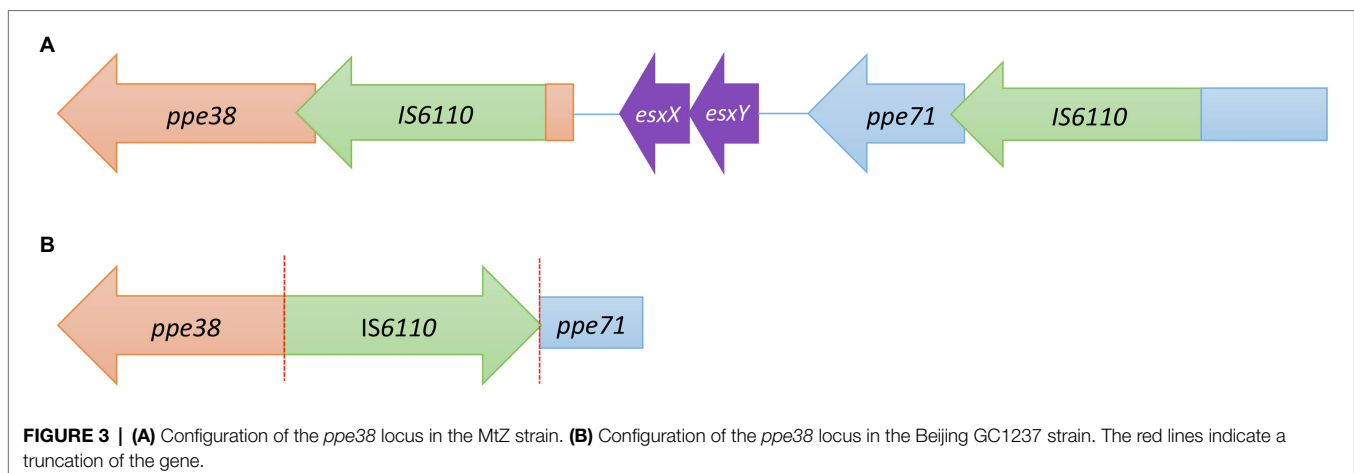 A
ppe38
IS6110
esxX
esxY
ppe71
IS6110
B
ppe38
IS6110
ppe71
FIGURE 3 | (A) Configuration of the ppe38 locus in the MtZ strain. (B) Configuration of the ppe38 locus in the Beijing GC1237 strain. The red lines indicate a
truncation of the gene.